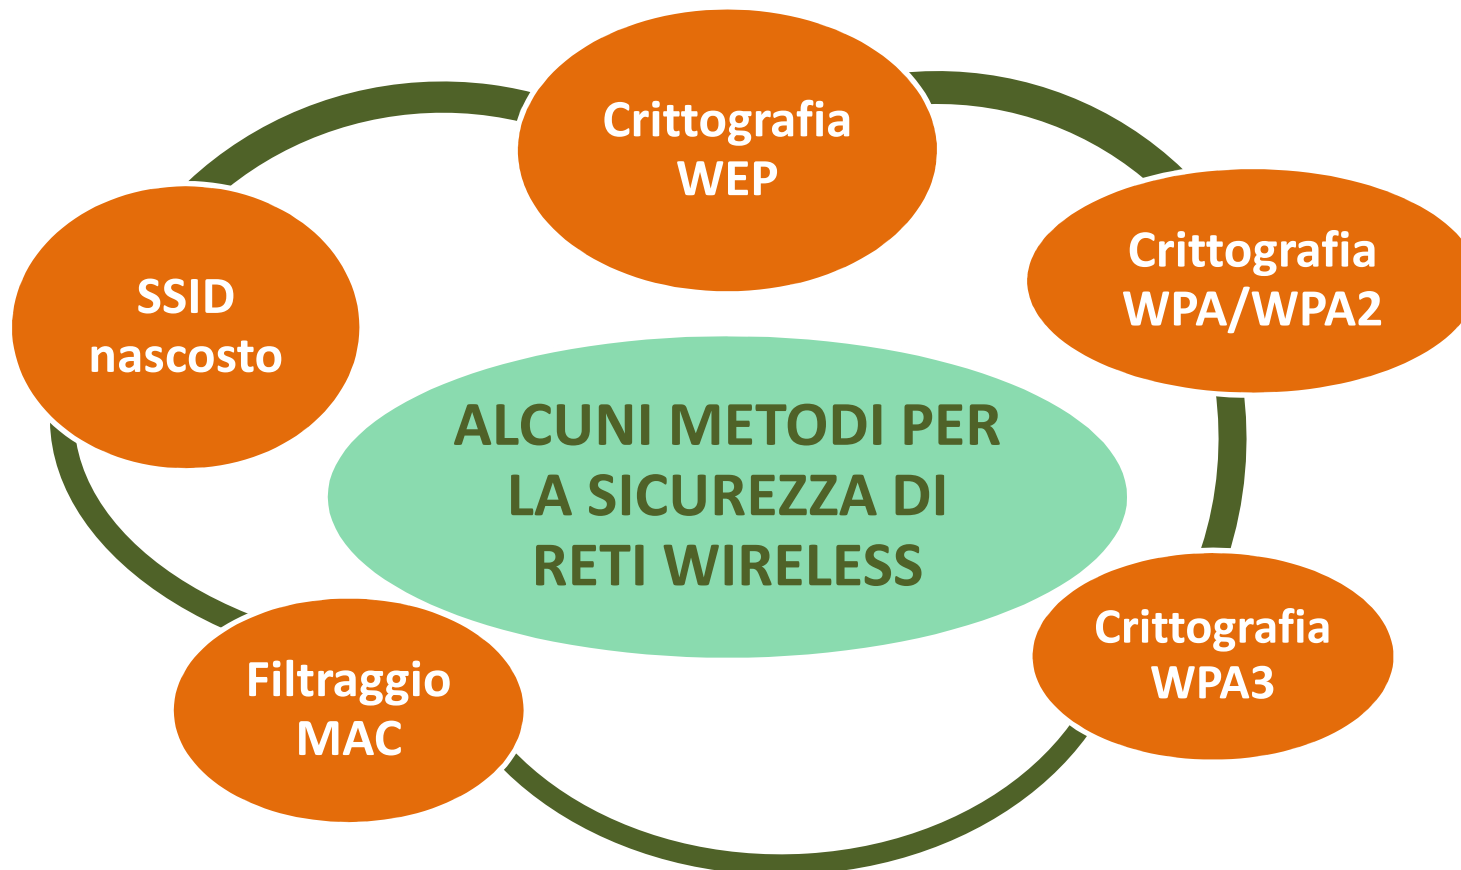 Crittografia
WEP
Crittografia
WPA/WPA2
SSID
nascosto
ALCUNI METODI PER
LA SICUREZZA DI
RETI WIRELESS
Crittografia
WPA3
Filtraggio
MAC